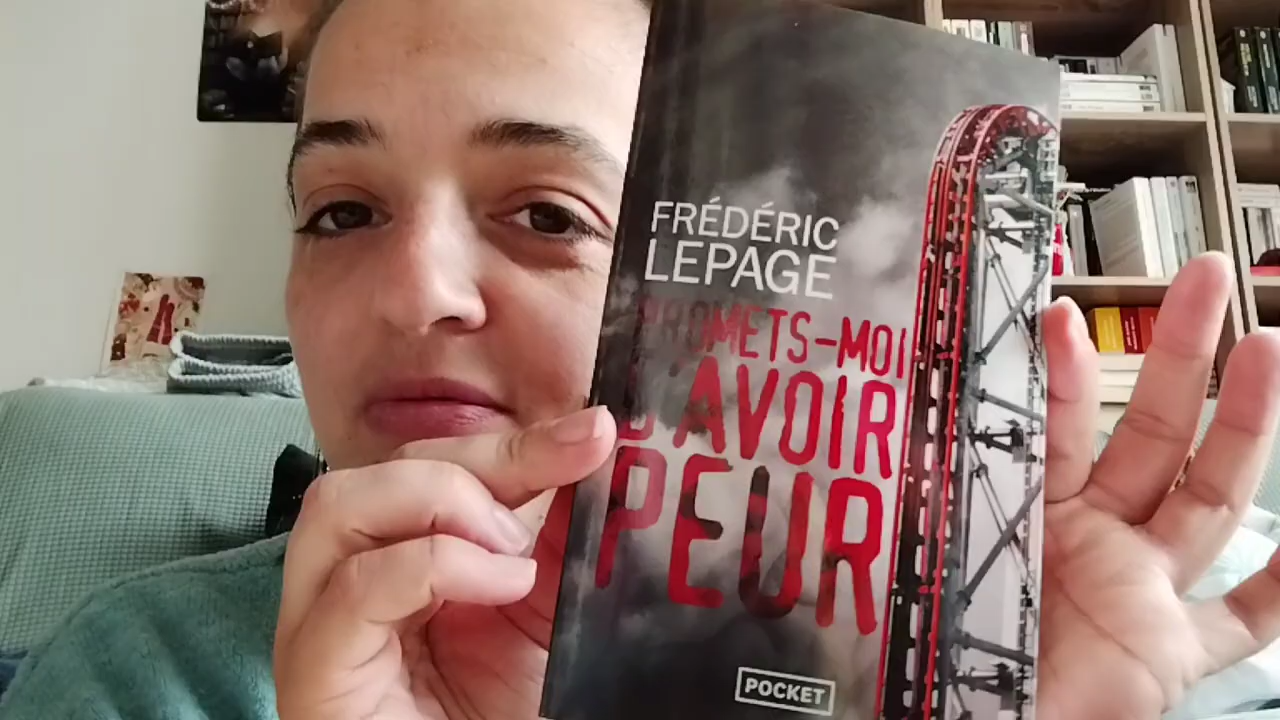 FRÉDÉRIC
LEPAGE
PROMETS-MOI
D'AVOIR
PEUR
POCKET